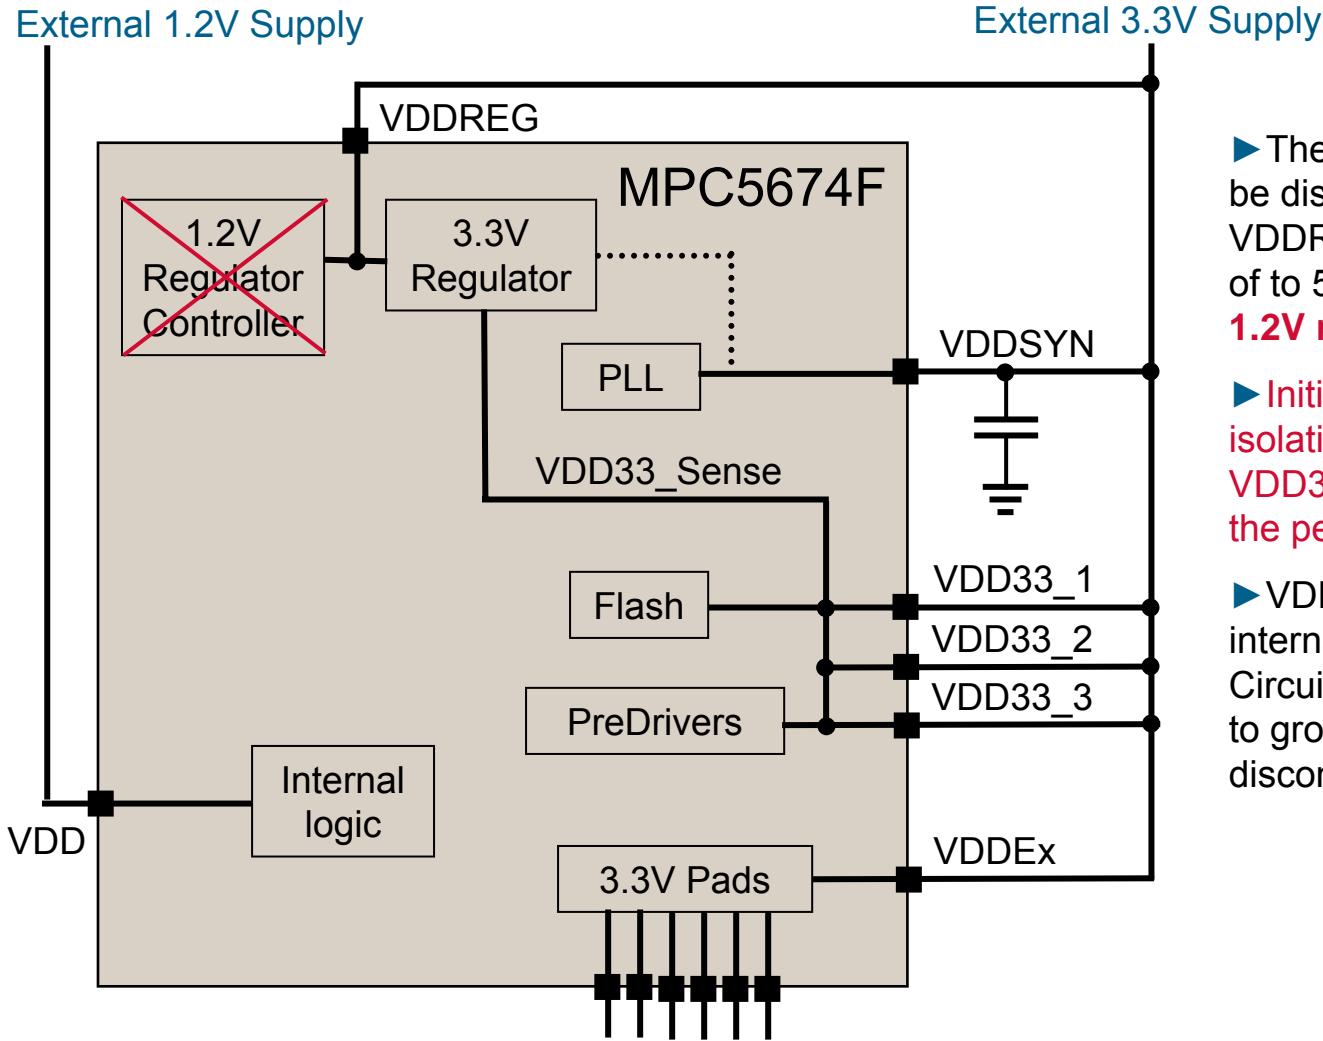 External 1.2V Supply
External 3.3V Supply
VDDREG
MPC5674F
1.2V
Regulator
Controller
3.3V
Regulator
PLL
VDDSYN
VDD33_Sense
Flash
VDD33_1
VDD33_2
PreDrivers
VDD33_3
Internal
logic
VDD
3.3V Pads
VDDEx
►The
be dis
VDDR
of to 5
1.2V
►Initi
isolati
VDD3
the pe
►VDD
intern
Circui
to gro
discon